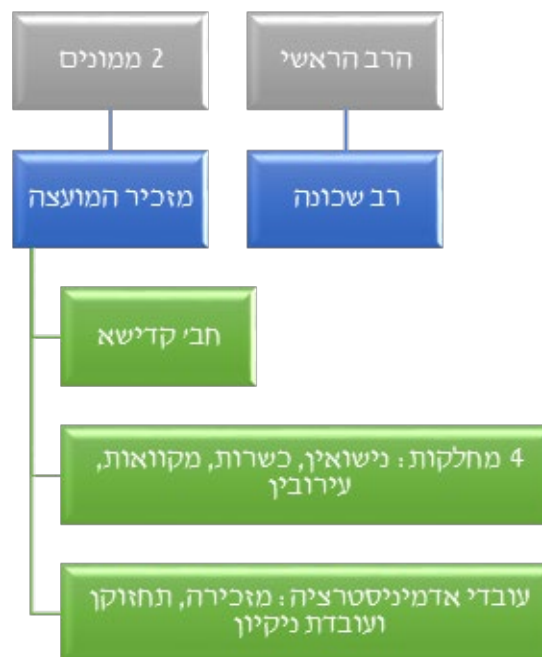 הרב הראשי
2 ממונים
רב שכונה
מזכיר המועצה
חב' קדישא
4 מחלקות: נישואין, כשרות, מקוואות,
עירובין
עובדי אדמיניסטרציה: מזכירה, תחזוקן
ועובדת ניקיון